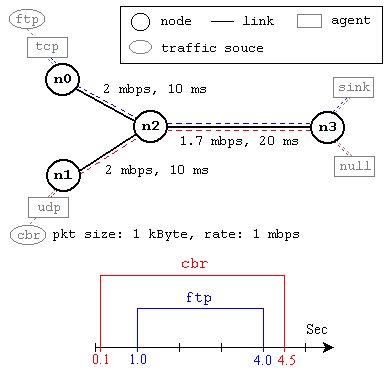 ftp
node link agent
tcp
traffic souce
n0
2 mbps, 10 ms
sink
n2
n3
1.7 mbps, 20 ms
n1
2 mbps, 10 ms
null
udp
cbr
pkt size: 1 kByte, rate: 1 mbps
cbr
ftp
Sec
0.1 1.0 4.0 4.5